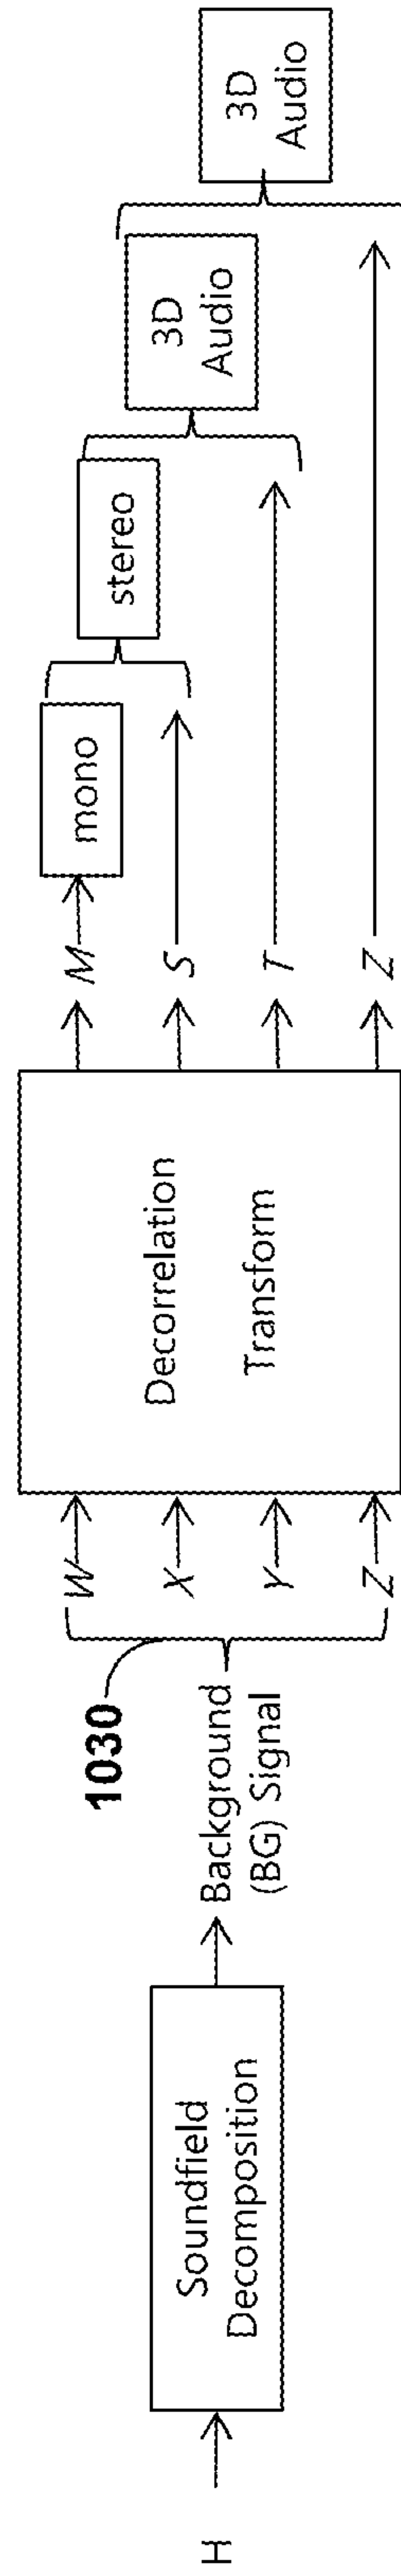 H
Soundfield
Decomposition
Background
(BG) Signal
1030
W
X
Y
Z
Decorrelation
Transform
M
S
T
Z
mono
stereo
3D
Audio
3D
Audio